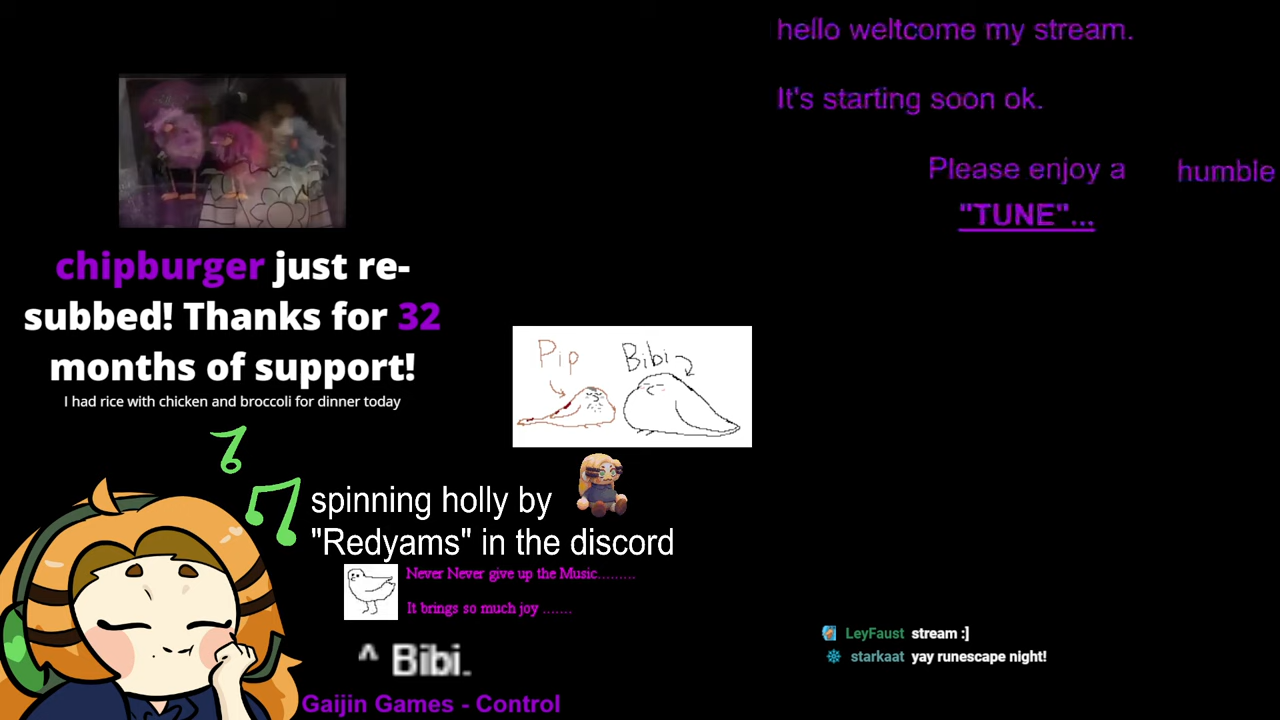 hello weltcome my stream.
It's starting soon ok.
Please enjoy a humble
"TUNE"...
chipburger just re-
subbed! Thanks for 32
months of support!
I had rice with chicken and broccoli for dinner today
Pip Bibi
spinning holly by
"Redyams" in the discord
Never Never give up the Music.........
It brings so much joy .......
^ Bibi.
Gaijin Games - Control
LeyFaust stream :]
starkaat yay runescape night!